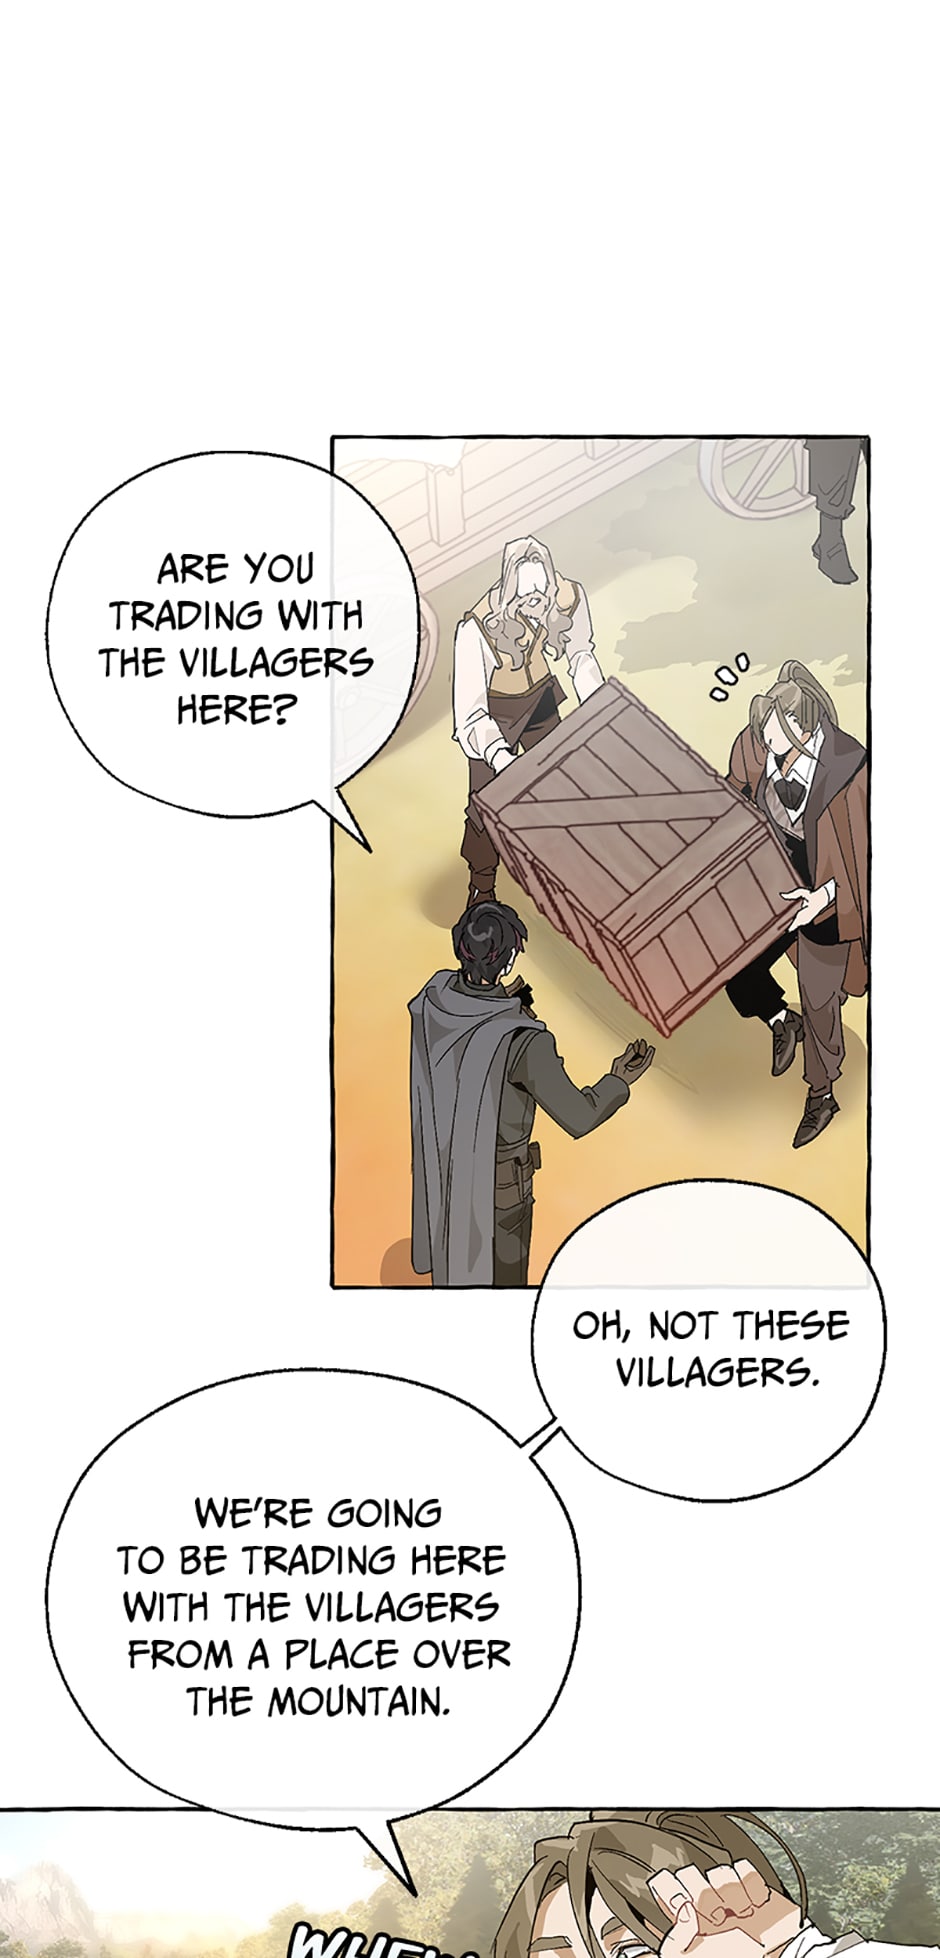 ARE YOU
TRADING WITH
THE VILLAGERS
HERE?
OH, NOT THESE
VILLAGERS.
WE'RE GOING
TO BE TRADING HERE
WITH THE VILLAGERS
FROM A PLACE OVER
THE MOUNTAIN.